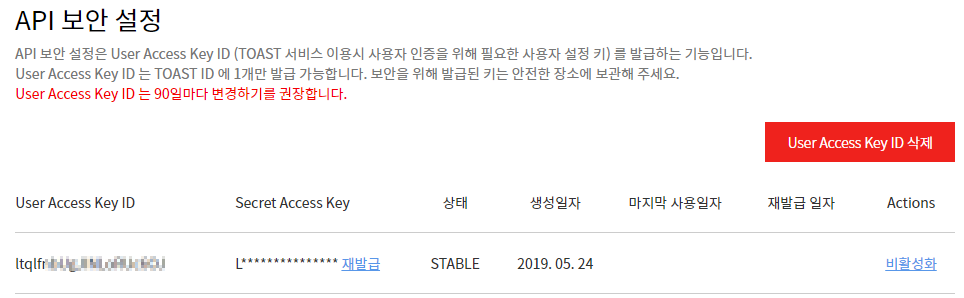 API 보안 설정
API 보안 설정은 User Access Key ID (TOAST 서비스 이용시 사용자 인증을 위해 필요한 사용자 설정 키) 를 발급하는 기능입니다.
User Access Key ID 는 TOAST ID 에 1개만 발급 가능합니다. 보안을 위해 발급된 키는 안전한 장소에 보관해 주세요.
User Access Key ID 는 90일마다 변경하기를 권장합니다.
User Access Key ID 삭제
User Access Key ID Secret Access Key 상태 생성일자 마지막 사용일자 재발급 일자 Actions
L*************** 재발급 STABLE 2019. 05. 24 비활성화